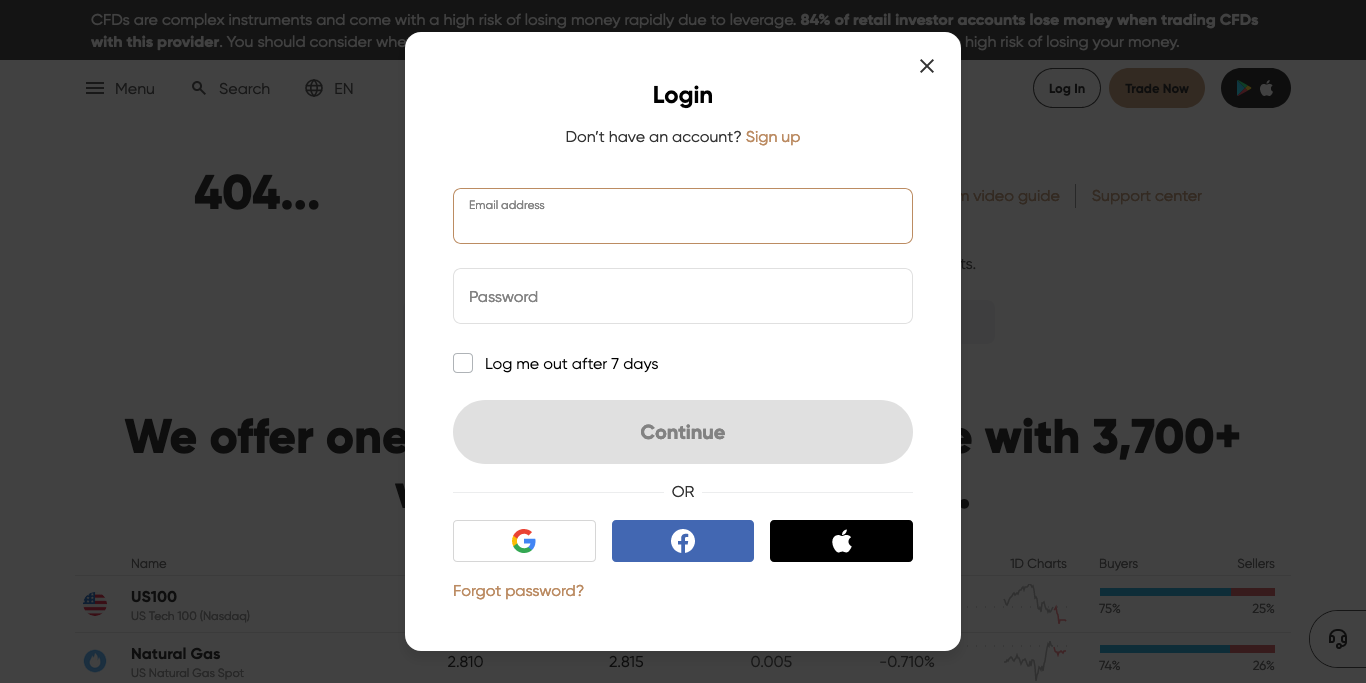 CFDs are complex instruments and come with a high risk of losing money rapidly due to leverage. 84% of retail investor accounts lose money when trading CFDs
with this provider. You should consider whe high risk of losing your money.
Menu Search EN Log In Trade Now
Login
Don't have an account? Sign up
404...
video guide Support center
Email address
ts.
Password
Log me out after 7 days
Continue
We offer one with 3,700+
OR
Name 1D Charts Buyers Sellers
Forgot password?
US100
US Tech 100 (Nasdaq) 75% 25%
Natural Gas 2.810 2.815 0.005 -0.710%
US Natural Gas Spot 74% 26%